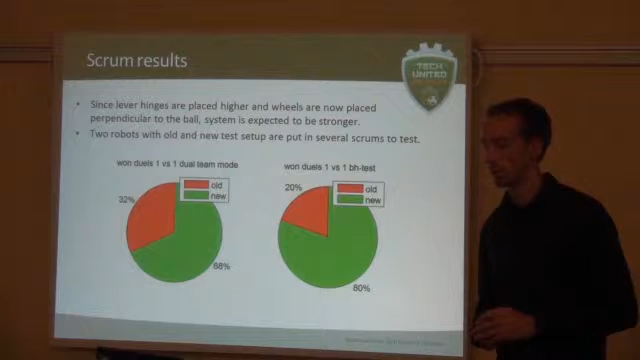 Scrum results
TECH
UNITED
• Since lever hinges are placed higher and wheels are now placed
perpendicular to the ball, system is expected to be stronger.
• Two robots with old and new test setup are put in several scrums to test.
won duels 1 vs 1 dual team mode
old
new
32%
68%
won duels 1 vs 1 bh-test
old
new
20%
80%